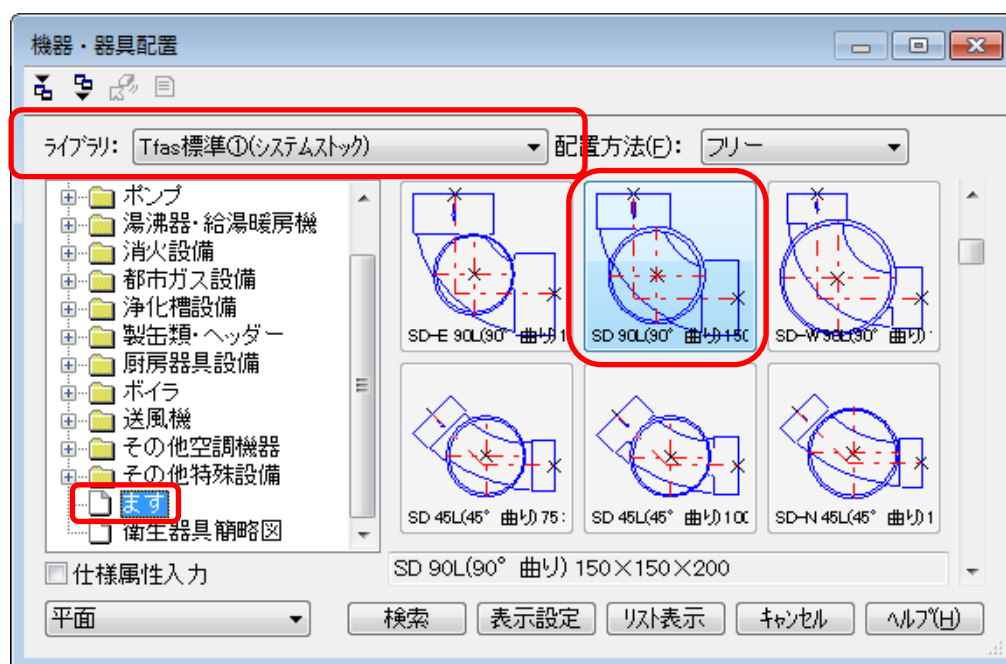 機器・器具配置
ライブラリ: Tfas標準①(システムストック) 配置方法(F): フリー
ポンプ
湯沸器・給湯暖房機
消火設備
都市ガス設備
浄化槽設備
製缶類・ヘッダー
厨房器具設備
ボイラ
送風機
その他空調機器
その他特殊設備
ます
衛生器具簡略図
SD-E 90L(90° 曲り)1
SD 90L(90° 曲り)150
SD-W 90L(90° 曲り)
SD 45L(45° 曲り)75:
SD 45L(45° 曲り)100
SD-N 45L(45° 曲り)1
仕様属性入力
SD 90L(90° 曲り) 150×150×200
平面
検索 表示設定 リスト表示 キャンセル ヘルプ(H)